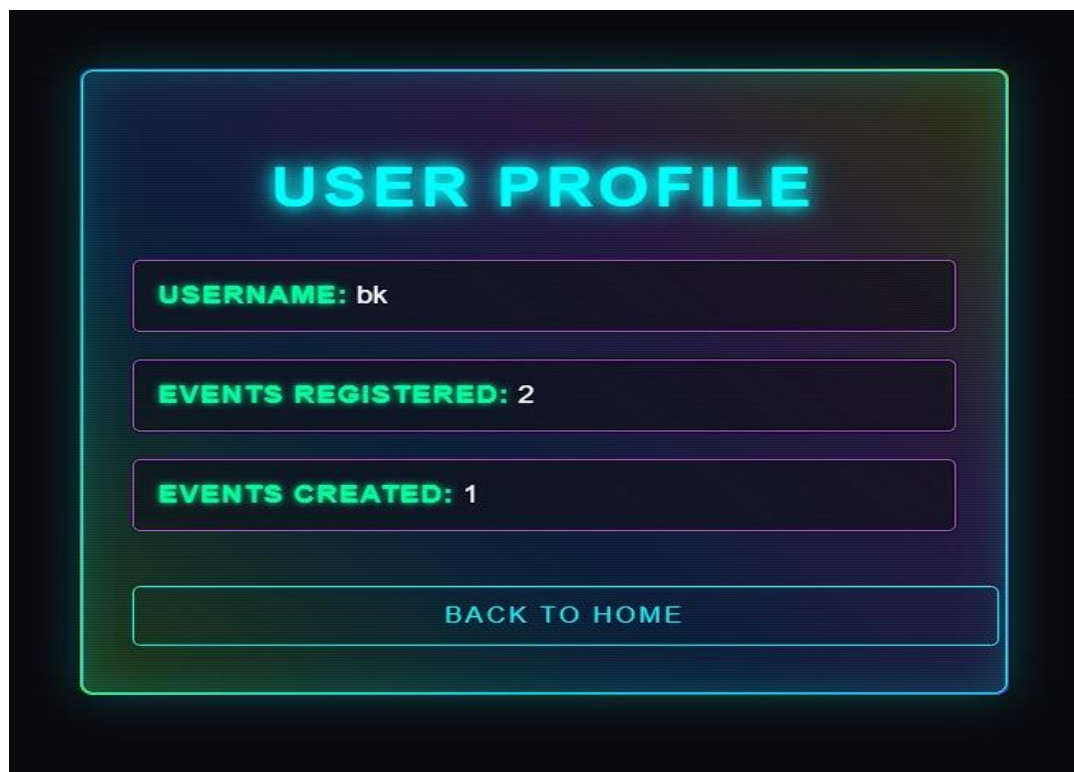 USER PROFILE
USERNAME: bk
EVENTS REGISTERED: 2
EVENTS CREATED: 1
BACK TO HOME